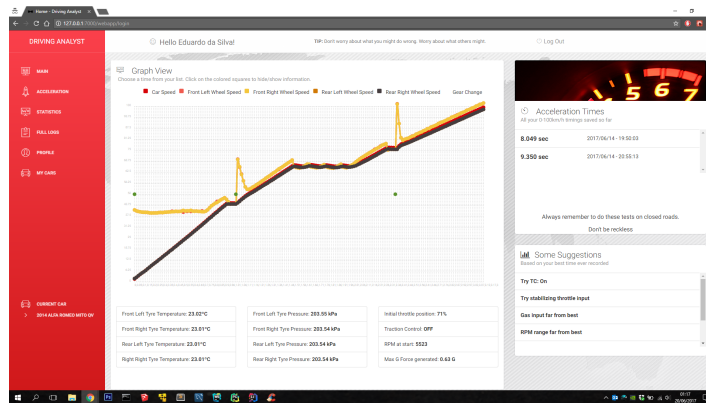 Home - Driving Analyst
127.0.0.1:7000/webapp/login
DRIVING ANALYST
Hello Eduardo da Silva!
TIP: Don't worry about what you might do wrong. Worry about what others might.
Log Out
MAIN
ACCELERATION
STATISTICS
FULL LOGS
PROFILE
MY CARS
CURRENT CAR
> 2014 ALFA ROMEO MITO QV
Graph View
Choose a time from your list. Click on the colored squares to hide/show information.
Car Speed Front Left Wheel Speed Front Right Wheel Speed Rear Left Wheel Speed Rear Right Wheel Speed Gear Change
Front Left Tyre Temperature: 23.02°C
Front Right Tyre Temperature: 23.01°C
Rear Left Tyre Temperature: 23.01°C
Right Right Tyre Temperature: 23.01°C
Front Left Tyre Pressure: 203.55 kPa
Front Right Tyre Pressure: 203.54 kPa
Rear Left Tyre Pressure: 203.54 kPa
Rear Right Tyre Pressure: 203.54 kPa
Initial throttle position: 71%
Traction Control: OFF
RPM at start: 5523
Max G Force generated: 0.63 G
5 6 7
Acceleration Times
All your 0-100km/h timings saved so far
8.049 sec 2017/06/14 - 19:50:03
9.350 sec 2017/06/14 - 20:55:13
Always remember to do these tests on closed roads.
Don't be reckless
Some Suggestions
Based on your best time ever recorded
Try TC: On
Try stabilizing throttle input
Gas input far from best
RPM range far from best
01:17
20/06/2017